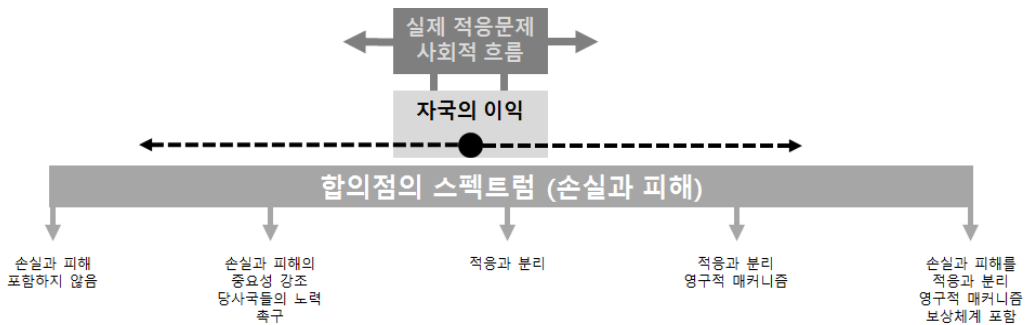 실제 적응문제
사회적 흐름
자국의 이익
합의점의 스펙트럼 (손실과 피해)
손실과 피해
포함하지 않음
손실과 피해의
중요성 강조
당사국들의 노력
촉구
적응과 분리
적응과 분리
영구적 매커니즘
손실과 피해를
적응과 분리
영구적 매커니즘
보상체계 포함